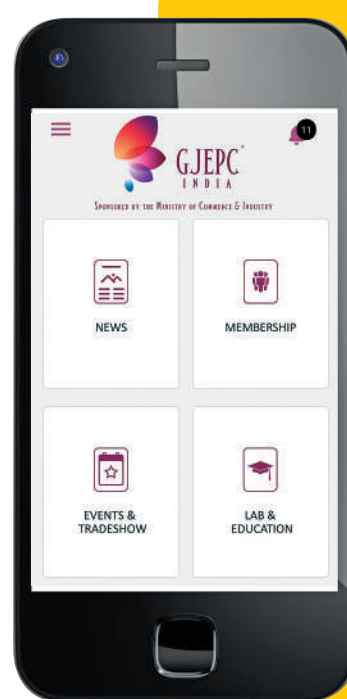 11
GJEPC
INDIA
SPONSORED BY THE MINISTRY OF COMMERCE & INDUSTRY
NEWS
MEMBERSHIP
EVENTS &
TRADESHOW
LAB &
EDUCATION